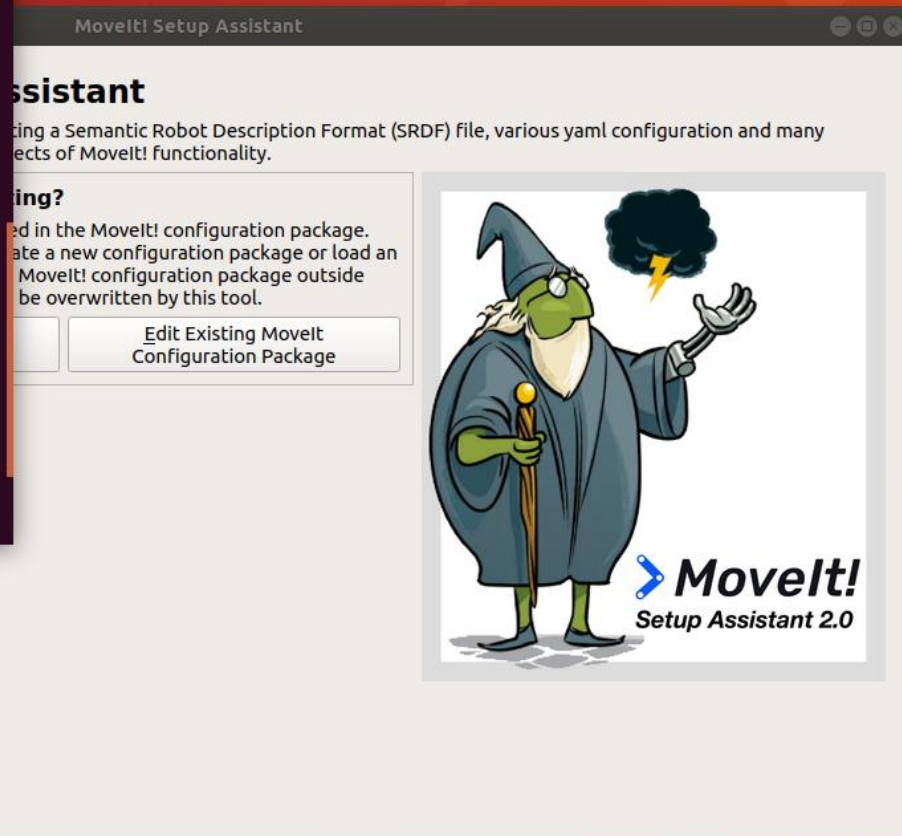 MoveIt! Setup Assistant
ssistant
ting a Semantic Robot Description Format (SRDF) file, various yaml configuration and many
ects of MoveIt! functionality.
ing?
ed in the MoveIt! configuration package.
ate a new configuration package or load an
MoveIt! configuration package outside
be overwritten by this tool.
Edit Existing MoveIt
Configuration Package
MoveIt!
Setup Assistant 2.0